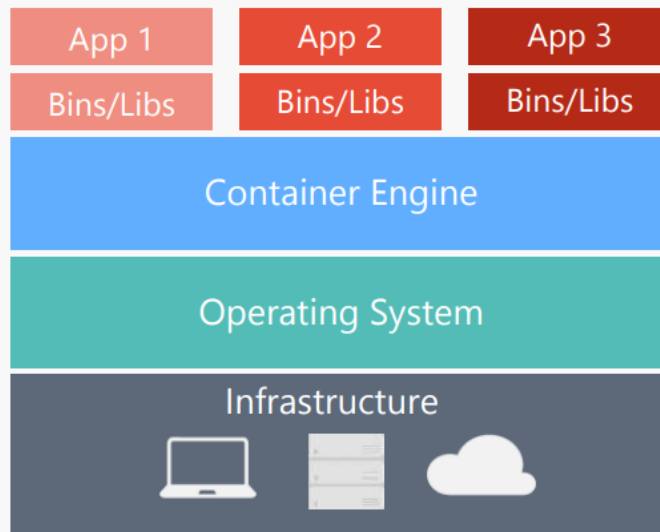 App 1
App 2
App 3
Bins/Libs
Bins/Libs
Bins/Libs
Container Engine
Operating System
Infrastructure